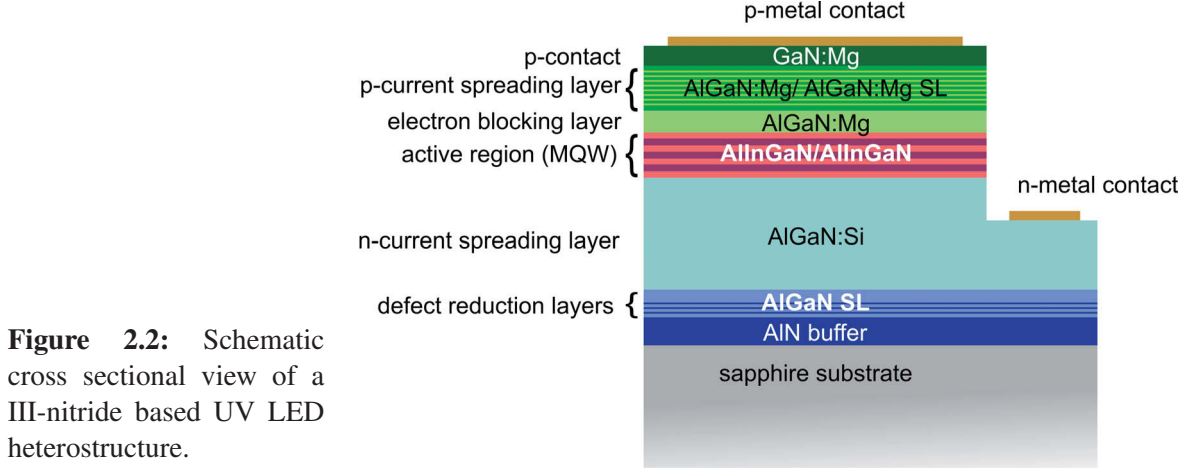 p-metal contact
p-contact
GaN:Mg
p-current spreading layer
AlGaN:Mg/ AlGaN:Mg SL
electron blocking layer
AlGaN:Mg
active region (MQW)
AlInGaN/AlInGaN
n-metal contact
n-current spreading layer
AlGaN:Si
defect reduction layers
AlGaN SL
AlN buffer
sapphire substrate
Figure 2.2: Schematic
cross sectional view of a
III-nitride based UV LED
heterostructure.